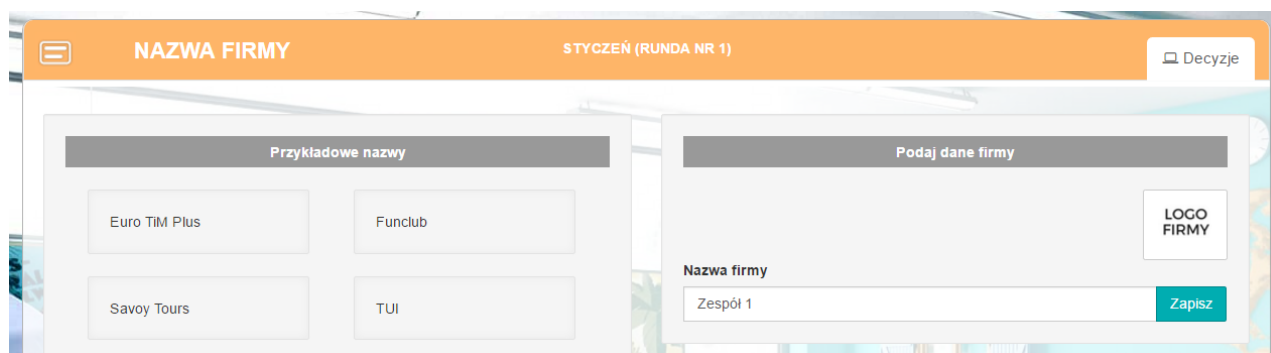 NAZWA FIRMY
STYCZEŃ (RUNDA NR 1)
Decyzje
Przykładowe nazwy
Euro TiM Plus
Funclub
Savoy Tours
TUI
Podaj dane firmy
LOGO
FIRMY
Nazwa firmy
Zespół 1
Zapisz